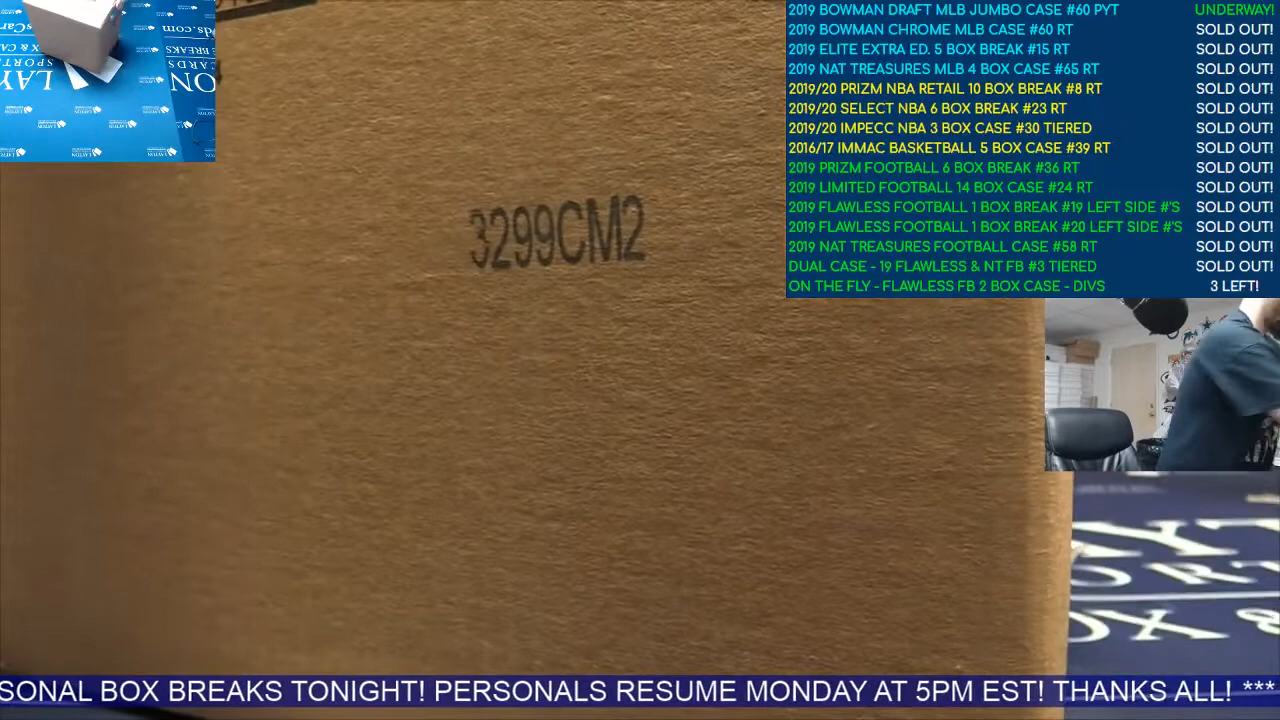 2019 BOWMAN DRAFT MLB JUMBO CASE #60 PYT UNDERWAY!
2019 BOWMAN CHROME MLB CASE #60 RT SOLD OUT!
2019 ELITE EXTRA ED. 5 BOX BREAK #15 RT SOLD OUT!
2019 NAT TREASURES MLB 4 BOX CASE #65 RT SOLD OUT!
2019/20 PRIZM NBA RETAIL 10 BOX BREAK #8 RT SOLD OUT!
2019/20 SELECT NBA 6 BOX BREAK #23 RT SOLD OUT!
2019/20 IMPECC NBA 3 BOX CASE #30 TIERED SOLD OUT!
2016/17 IMMAC BASKETBALL 5 BOX CASE #39 RT SOLD OUT!
2019 PRIZM FOOTBALL 6 BOX BREAK #36 RT SOLD OUT!
2019 LIMITED FOOTBALL 14 BOX CASE #24 RT SOLD OUT!
2019 FLAWLESS FOOTBALL 1 BOX BREAK #19 LEFT SIDE #'S SOLD OUT!
2019 FLAWLESS FOOTBALL 1 BOX BREAK #20 LEFT SIDE #'S SOLD OUT!
2019 NAT TREASURES FOOTBALL CASE #58 RT SOLD OUT!
DUAL CASE - 19 FLAWLESS & NT FB #3 TIERED SOLD OUT!
ON THE FLY - FLAWLESS FB 2 BOX CASE - DIVS 3 LEFT!
3299CM2
SONAL BOX BREAKS TONIGHT! PERSONALS RESUME MONDAY AT 5PM EST! THANKS ALL! ***